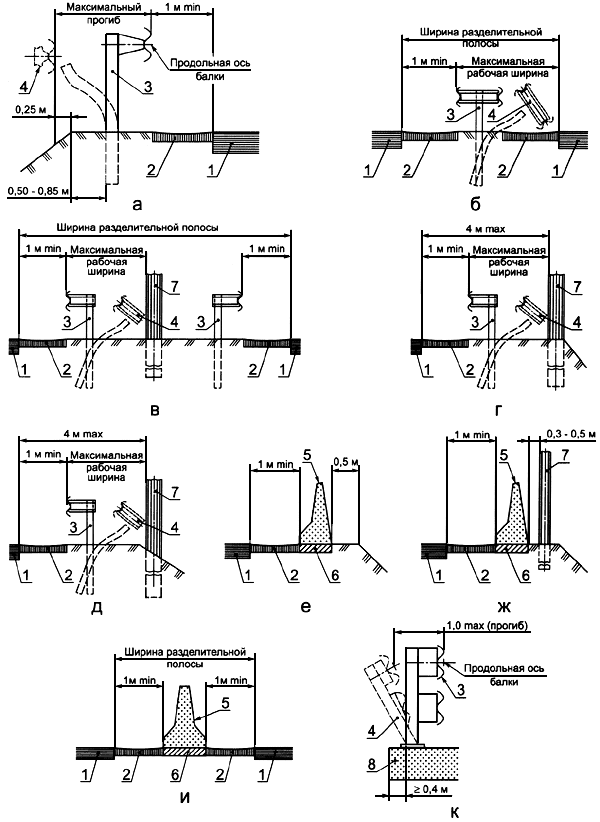 Максимальный
прогиб
1 м min
Продольная ось
балки
4
3
0,25 м
2
1
0,50 - 0,85 м
а
Ширина разделительной
полосы
1 м min
Максимальная
рабочая ширина
3
4
1
2
2
1
б
Ширина разделительной полосы
1 м min
Максимальная
рабочая
ширина
1 м min
7
3
4
3
1
2
2
1
в
4 м max
1 м min
Максимальная
рабочая
ширина
7
3
4
1
2
г
4 м max
1 м min
Максимальная
рабочая
ширина
7
3
4
1
2
д
1 м min
5
0,5 м
1
2
6
е
1 м min
5
0,3 - 0,5 м
7
1
2
6
ж
Ширина разделительной
полосы
1м min
1м min
5
1
2
6
2
1
и
1,0 max (прогиб)
Продольная ось
балки
3
4
8
≥ 0,4 м
к